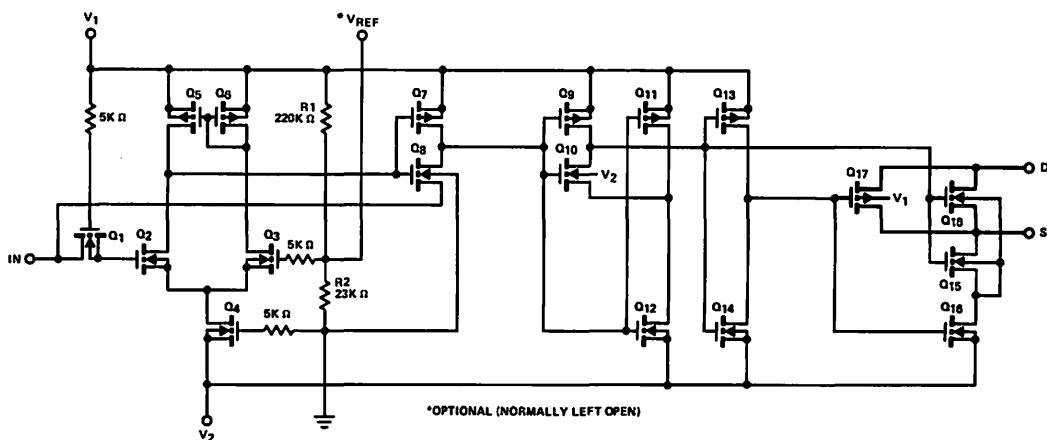 V1
* VREF
Q5
Q6
R1
220K Ω
Q7
Q9
Q11
Q13
5K Ω
Q8
Q10
V2
Q17
D
V1
Q18
S
IN
Q1
Q2
Q3
5K Ω
R2
23K Ω
Q15
Q4
5K Ω
Q12
Q14
Q16
V2
*OPTIONAL (NORMALLY LEFT OPEN)